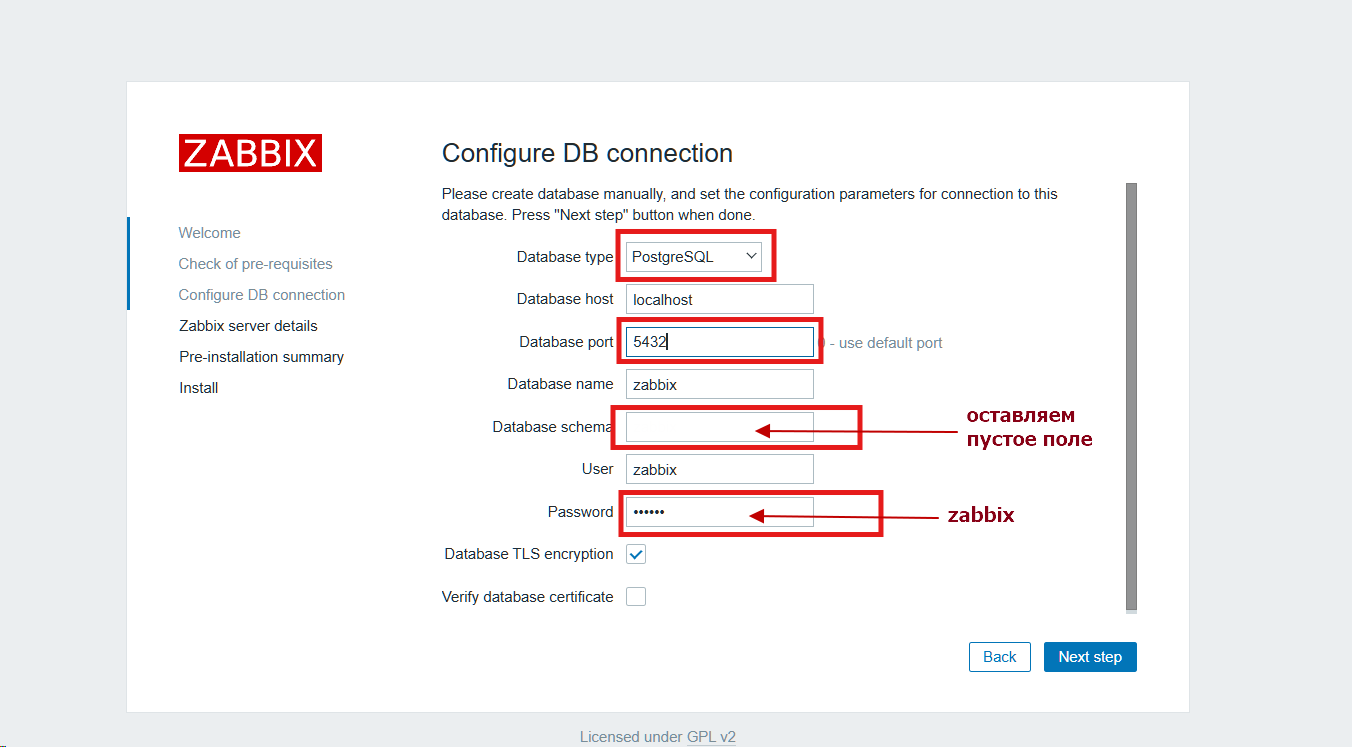 ZABBIX
Welcome
Check of pre-requisites
Configure DB connection
Zabbix server details
Pre-installation summary
Install
Configure DB connection
Please create database manually, and set the configuration parameters for connection to this
database. Press "Next step" button when done.
Database type PostgreSQL
Database host localhost
Database port 5432 0 - use default port
Database name zabbix
Database schema
оставляем
пустое поле
User zabbix
Password •••••• zabbix
Database TLS encryption
Verify database certificate
Back Next step
Licensed under GPL v2